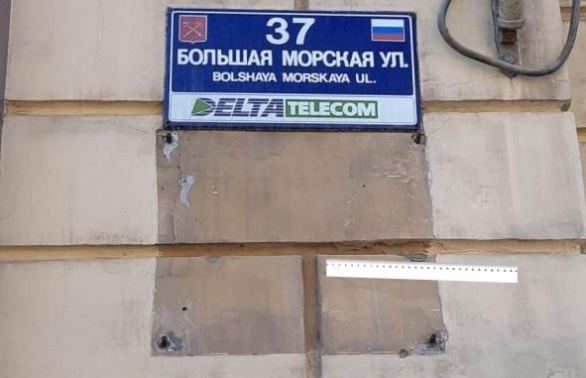 37
БОЛЬШАЯ МОРСКАЯ УЛ.
BOLSHAYA MORSKAYA UL.
DELTA TELECOM